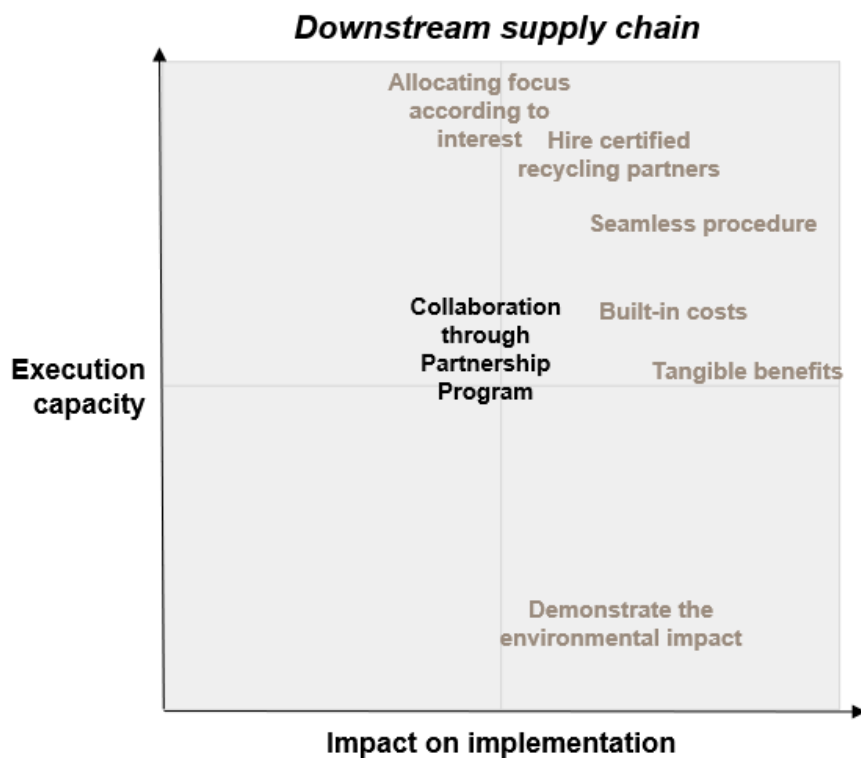 Downstream supply chain
Allocating focus
according to
interest
Hire certified
recycling partners
Seamless procedure
Collaboration
through
Partnership
Program
Built-in costs
Tangible benefits
Execution
capacity
Demonstrate the
environmental impact
Impact on implementation